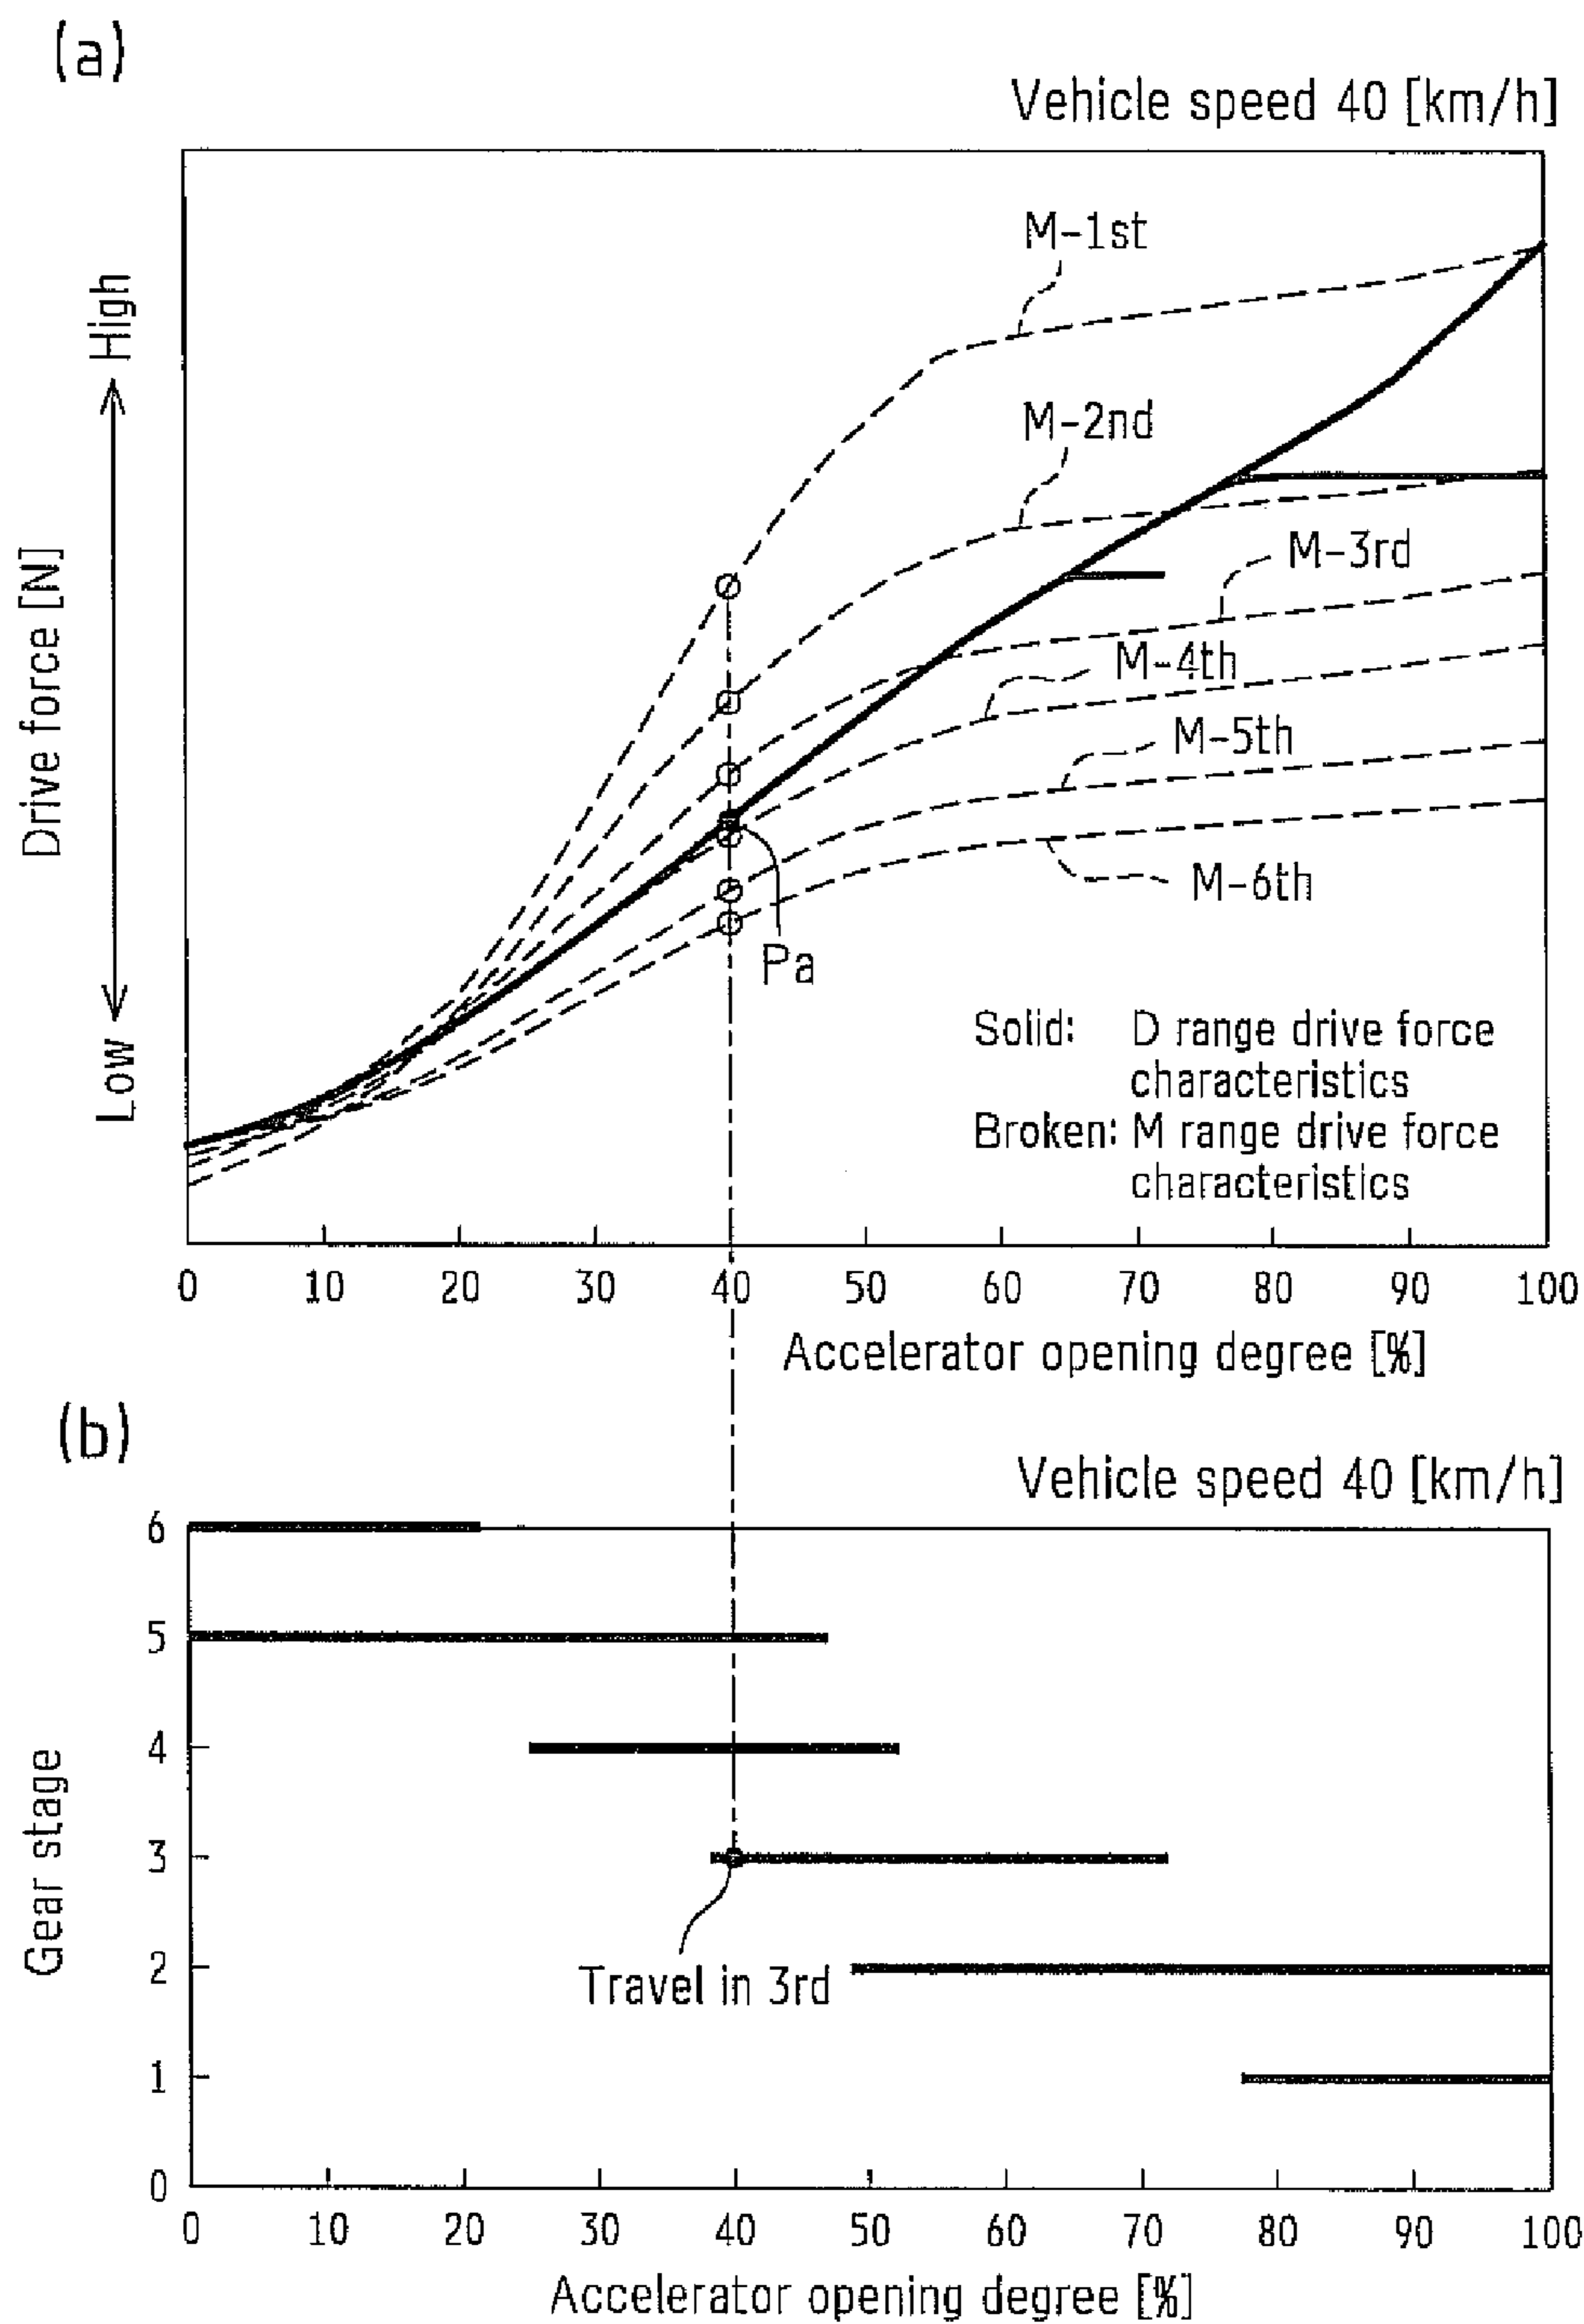 (a)
Vehicle speed 40 [km/h]
M-1st
M-2nd
M-3rd
M-4th
M-5th
M-6th
Pa
High
Drive force [N]
Low
Solid: D range drive force
characteristics
Broken: M range drive force
characteristics
0 10 20 30 40 50 60 70 80 90 100
Accelerator opening degree [%]
(b)
Vehicle speed 40 [km/h]
6
5
4
3
2
1
0
Gear stage
Travel in 3rd
0 10 20 30 40 50 60 70 80 90 100
Accelerator opening degree [%]